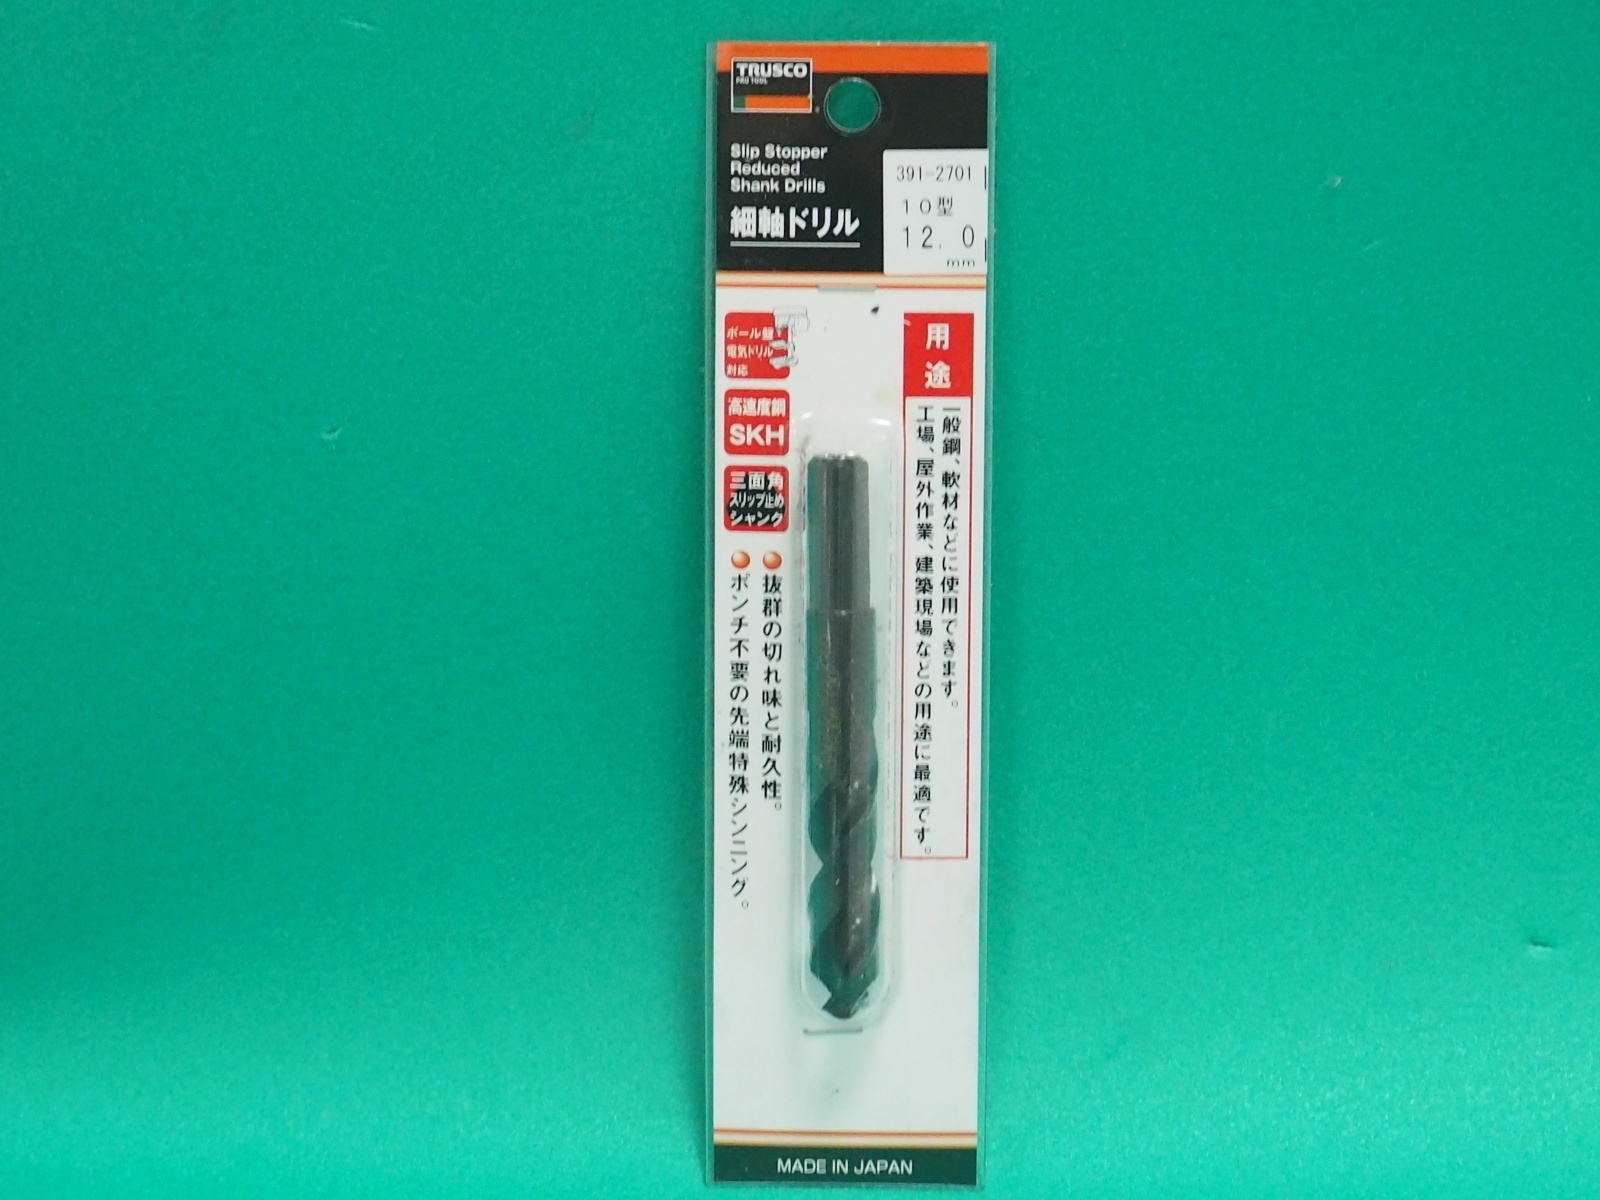 TRUSCO
PRO TOOL
Slip Stopper
Reduced
Shank Drills
細軸ドリル
391-2701
10型
12.0
mm
ボール盤
電気ドリル
対応
高速度鋼
SKH
三面角
スリップ止め
シャンク
用途
一般鋼、軟材などに使用できます。
工場、屋外作業、建築現場などの用途に最適です。
抜群の切れ味と耐久性。
ポンチ不要の先端特殊シンニング。
MADE IN JAPAN